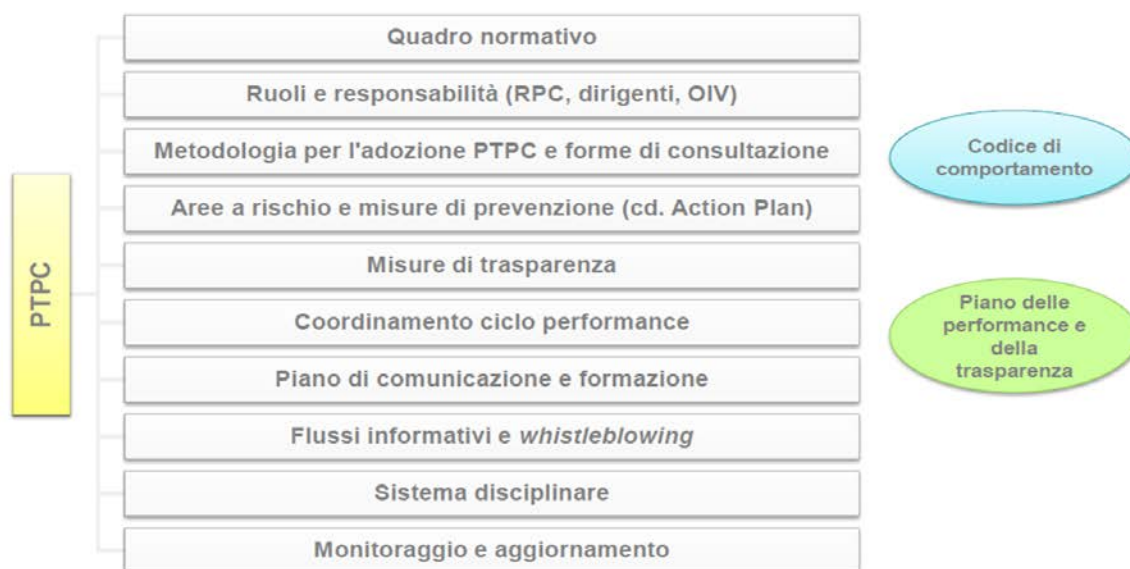 PTPC
Quadro normativo
Ruoli e responsabilità (RPC, dirigenti, OIV)
Metodologia per l'adozione PTPC e forme di consultazione
Aree a rischio e misure di prevenzione (cd. Action Plan)
Misure di trasparenza
Coordinamento ciclo performance
Piano di comunicazione e formazione
Flussi informativi e whistleblowing
Sistema disciplinare
Monitoraggio e aggiornamento
Codice di
comportamento
Piano delle
performance e
della
trasparenza